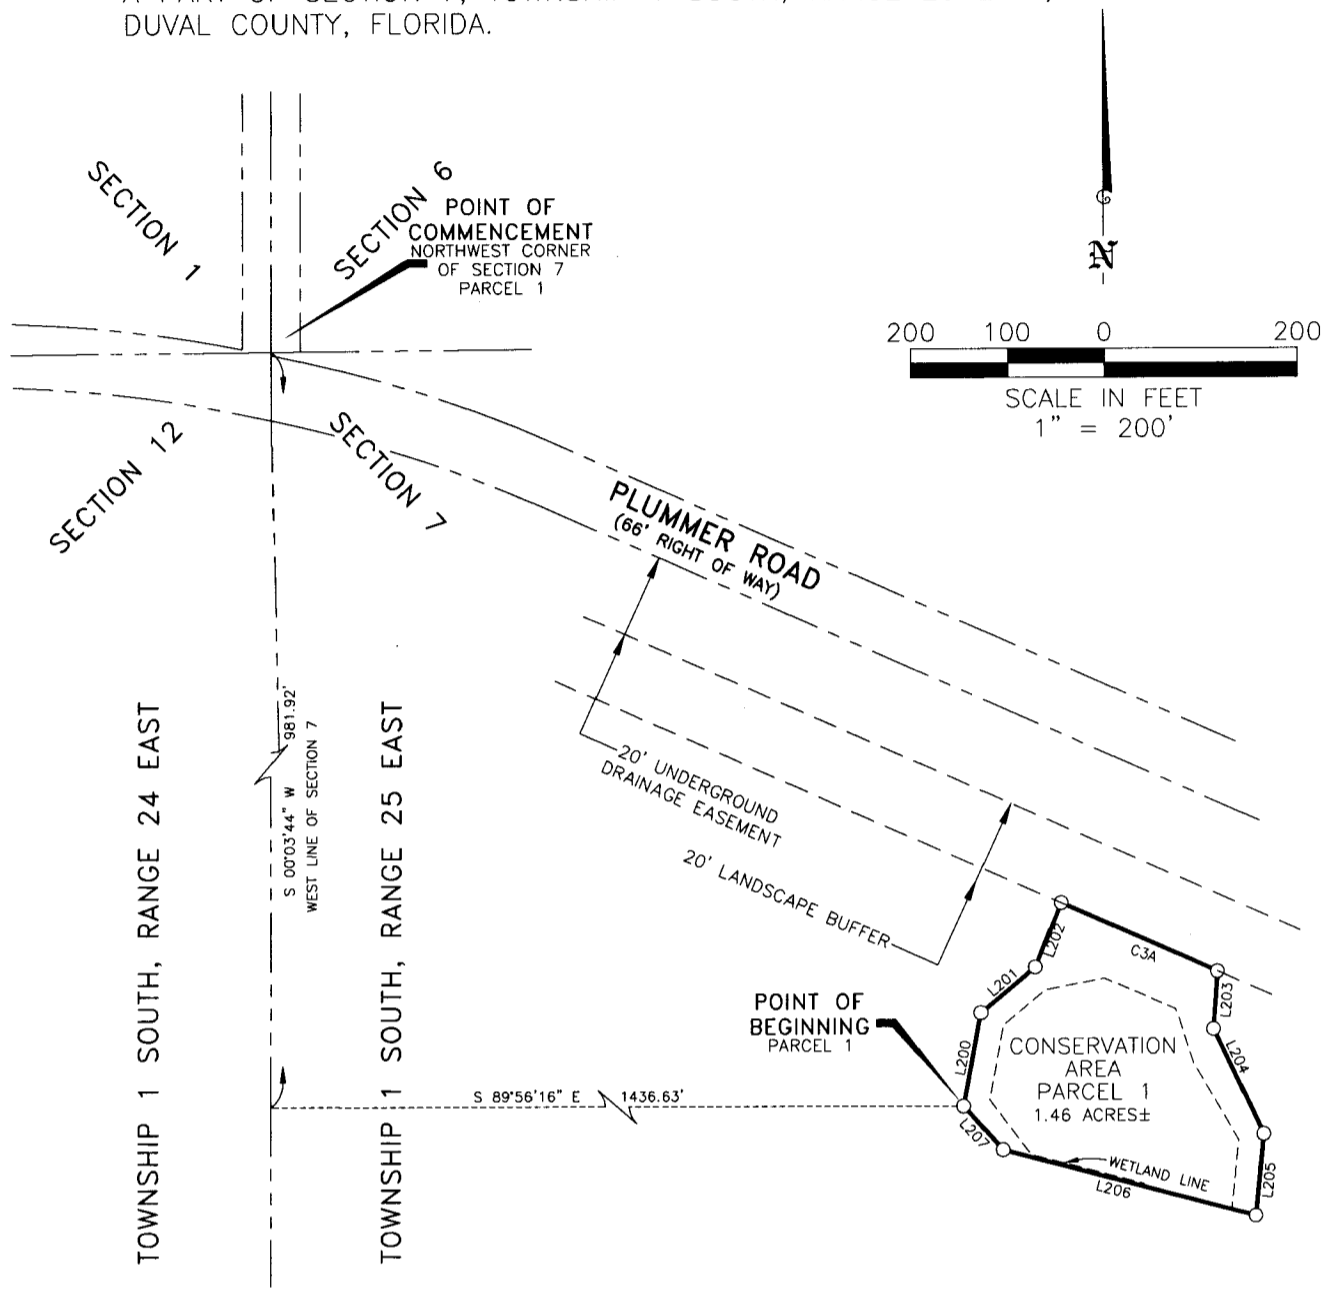 DUVAL COUNTY, FLORIDA.
SECTION 1
SECTION 6
POINT OF
COMMENCEMENT
NORTHWEST CORNER
OF SECTION 7
PARCEL 1
N
200 100 0 200
SCALE IN FEET
1" = 200'
SECTION 12
SECTION 7
PLUMMER ROAD
(66' RIGHT OF WAY)
TOWNSHIP 1 SOUTH, RANGE 24 EAST
S 00°03'44" W 981.92'
WEST LINE OF SECTION 7
TOWNSHIP 1 SOUTH, RANGE 25 EAST
20' UNDERGROUND
DRAINAGE EASEMENT
20' LANDSCAPE BUFFER
POINT OF
BEGINNING
PARCEL 1
S 89°56'16" E 1436.63'
L200
L201
L202
C3A
L203
L204
L205
L206
L207
CONSERVATION
AREA
PARCEL 1
1.46 ACRES±
WETLAND LINE